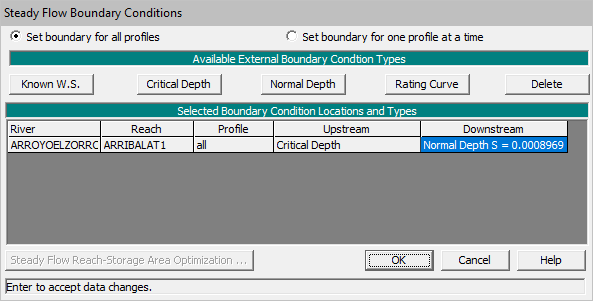 Steady Flow Boundary Conditions
Set boundary for all profiles Set boundary for one profile at a time
Available External Boundary Condtion Types
Known W.S. Critical Depth Normal Depth Rating Curve Delete
Selected Boundary Condition Locations and Types
River Reach Profile Upstream Downstream
ARROYOELZORRC ARRIBALAT1 all Critical Depth Normal Depth S = 0.0008969
Steady Flow Reach-Storage Area Optimization ... OK Cancel Help
Enter to accept data changes.